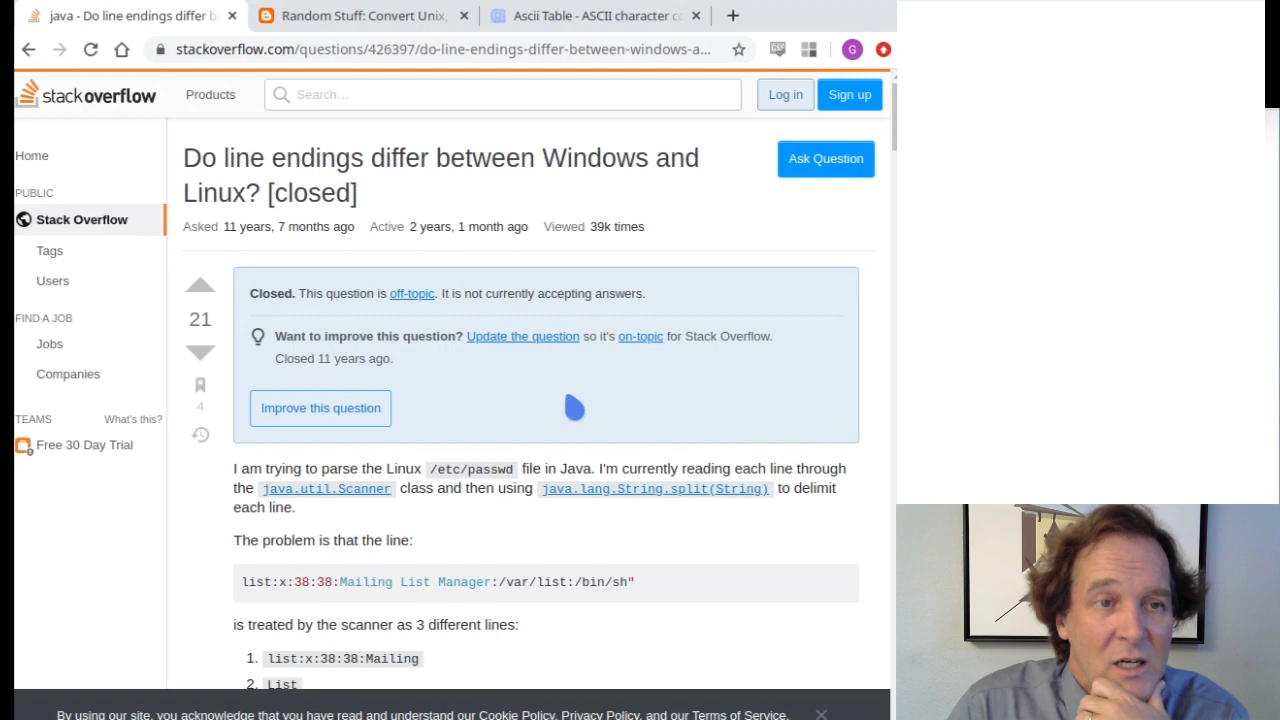 java - Do line endings differ b
Random Stuff: Convert Unix,
Ascii Table - ASCII character c
stackoverflow.com/questions/426397/do-line-endings-differ-between-windows-a...
G
stack overflow
Products
Search...
Log in
Sign up
Home
PUBLIC
Stack Overflow
Tags
Users
FIND A JOB
Jobs
Companies
TEAMS
What's this?
Free 30 Day Trial
Do line endings differ between Windows and
Linux? [closed]
Ask Question
Asked 11 years, 7 months ago Active 2 years, 1 month ago Viewed 39k times
21
4
Closed. This question is off-topic. It is not currently accepting answers.
Want to improve this question? Update the question so it's on-topic for Stack Overflow.
Closed 11 years ago.
Improve this question
I am trying to parse the Linux /etc/passwd file in Java. I'm currently reading each line through
the java.util.Scanner class and then using java.lang.String.split(String) to delimit
each line.
The problem is that the line:
list:x:38:38:Mailing List Manager:/var/list:/bin/sh"
is treated by the scanner as 3 different lines:
1. list:x:38:38:Mailing
2. List
By using our site, you acknowledge that you have read and understand our Cookie Policy, Privacy Policy, and our Terms of Service.